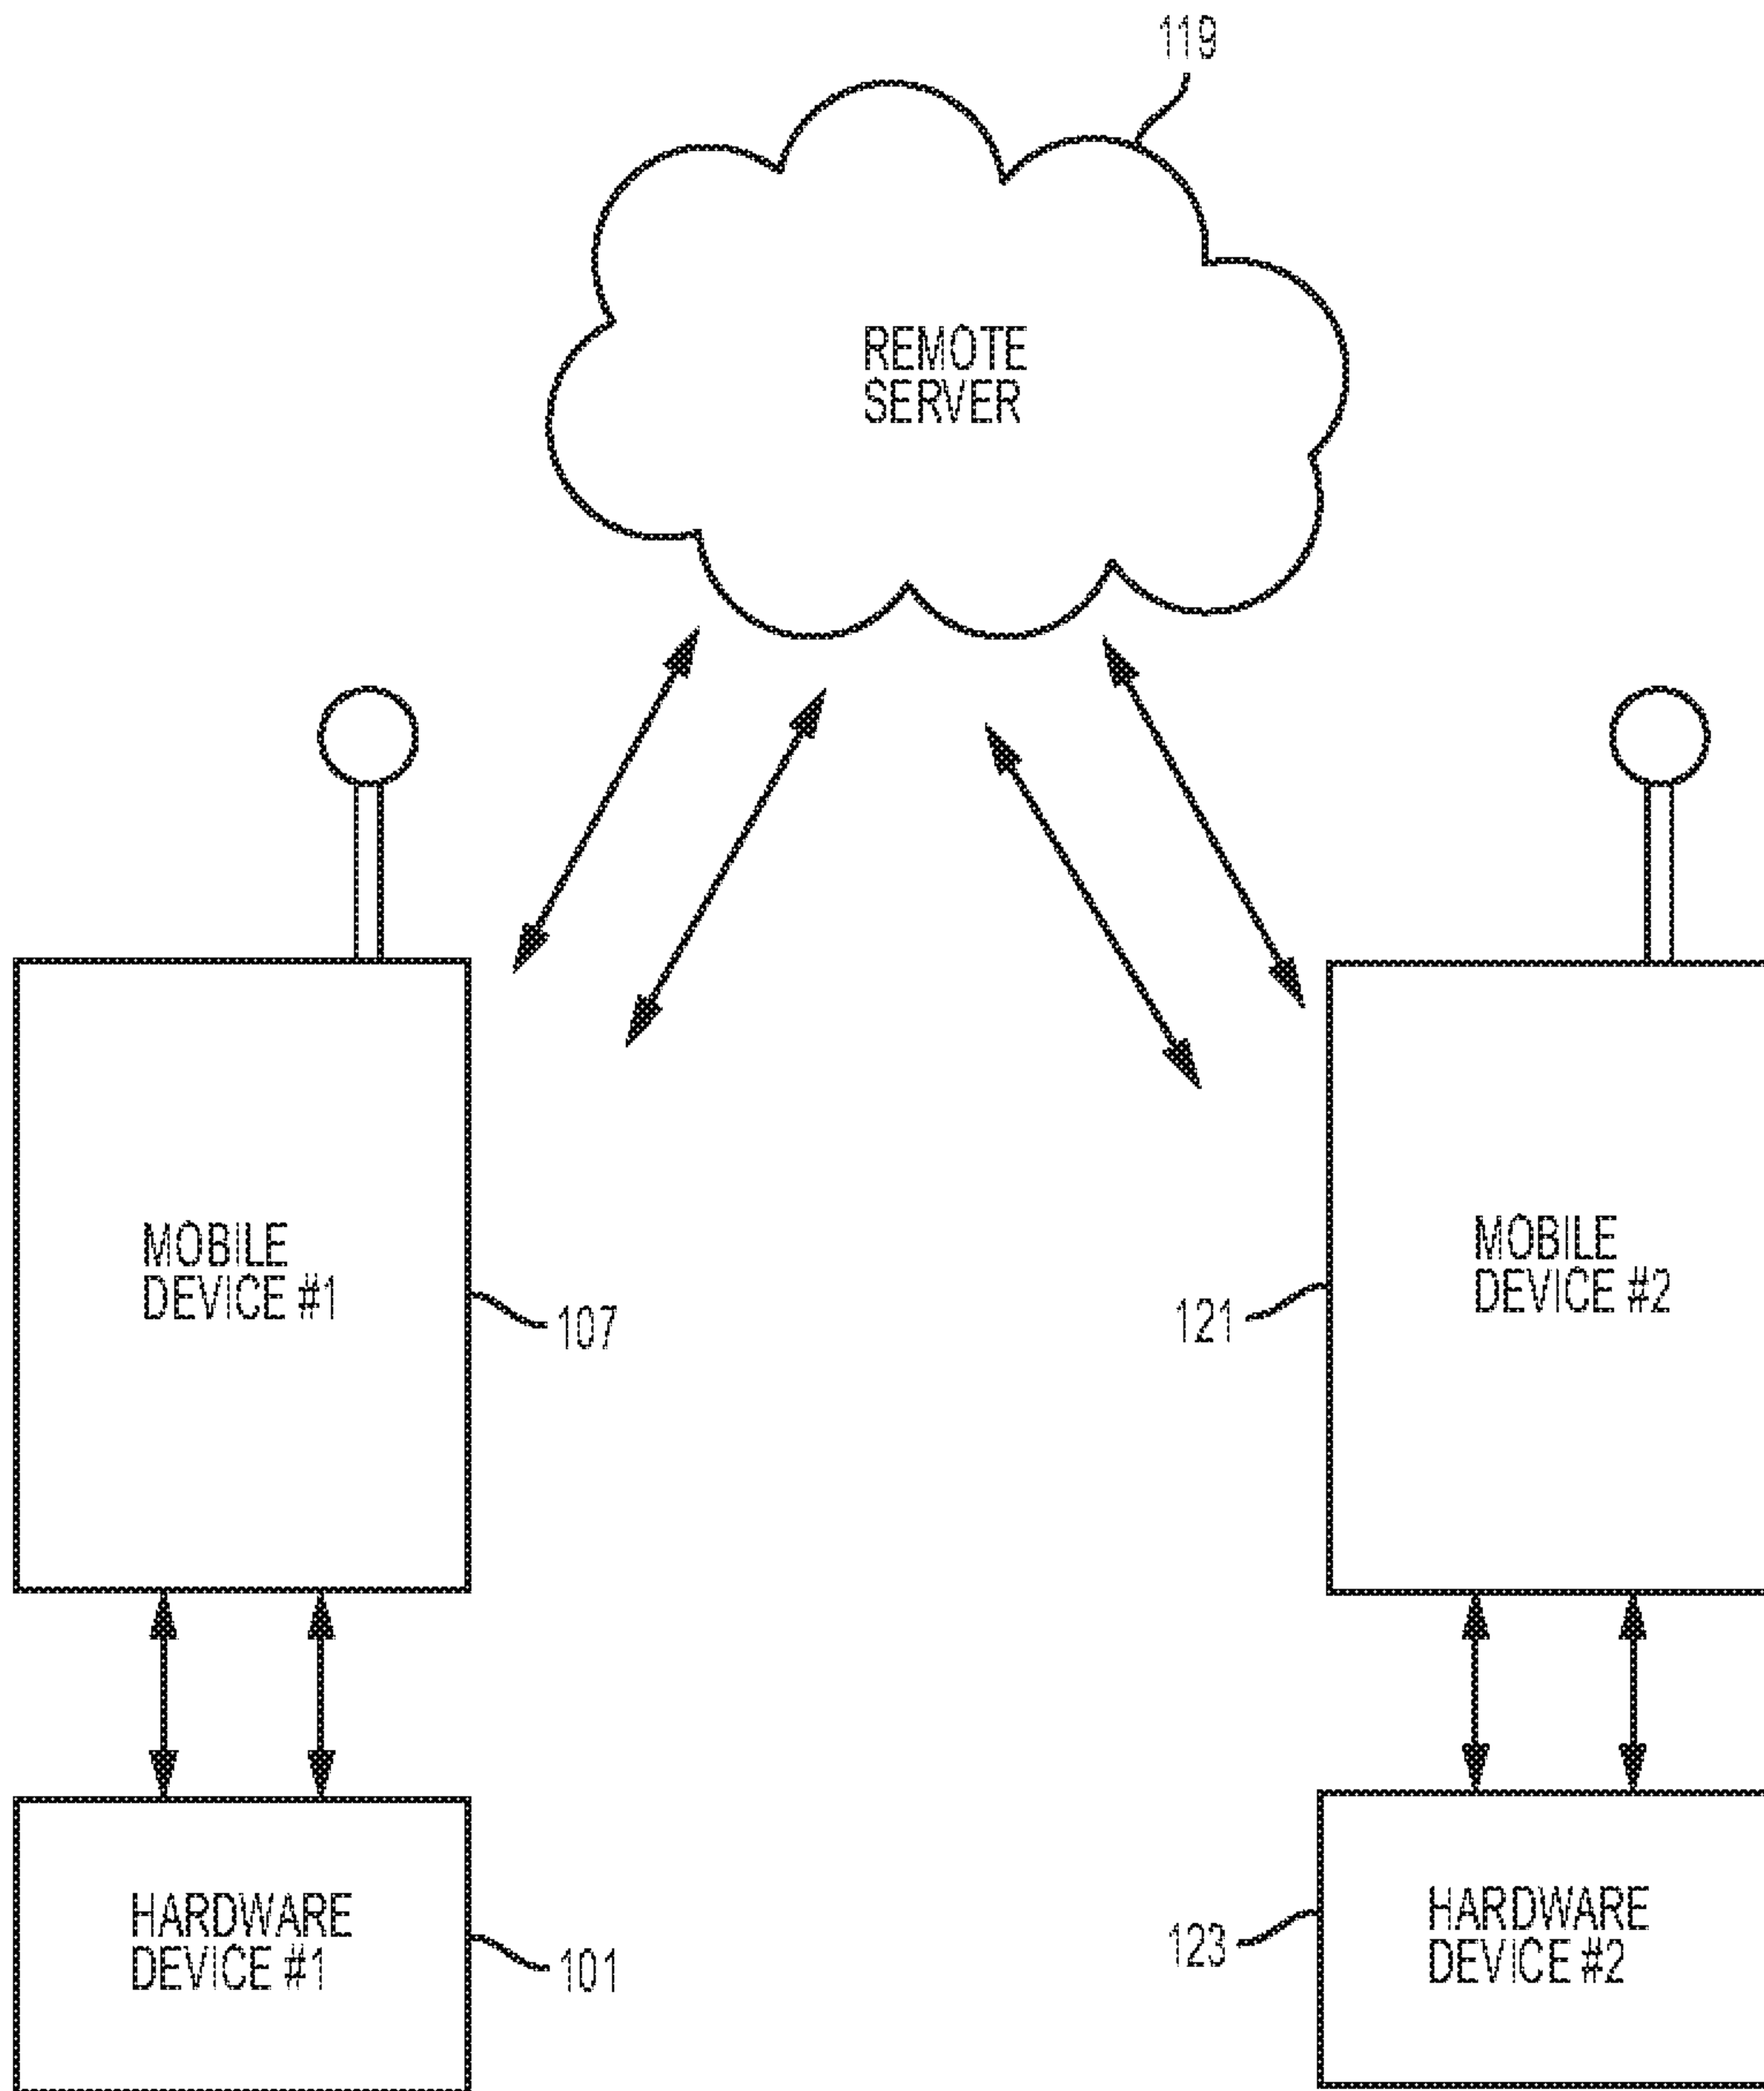 119
REMOTE
SERVER
MOBILE
DEVICE #1
107
121
MOBILE
DEVICE #2
HARDWARE
DEVICE #1
101
123
HARDWARE
DEVICE #2